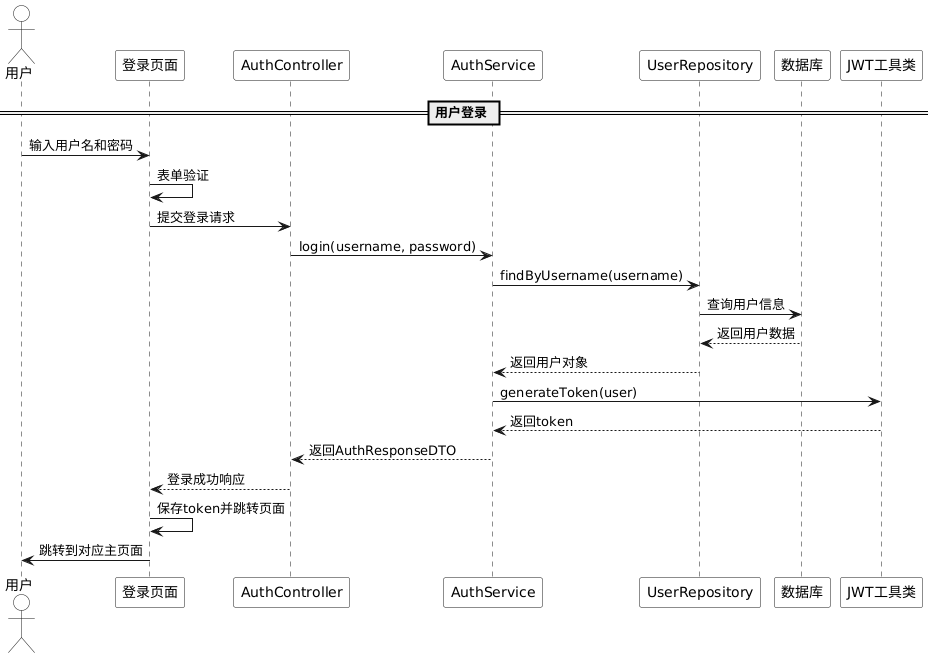 用户
登录页面
AuthController
AuthService
UserRepository
数据库
JWT工具类
用户登录
输入用户名和密码
表单验证
提交登录请求
login(username, password)
findByUsername(username)
查询用户信息
返回用户数据
返回用户对象
generateToken(user)
返回token
返回AuthResponseDTO
登录成功响应
保存token并跳转页面
跳转到对应主页面
用户
登录页面
AuthController
AuthService
UserRepository
数据库
JWT工具类